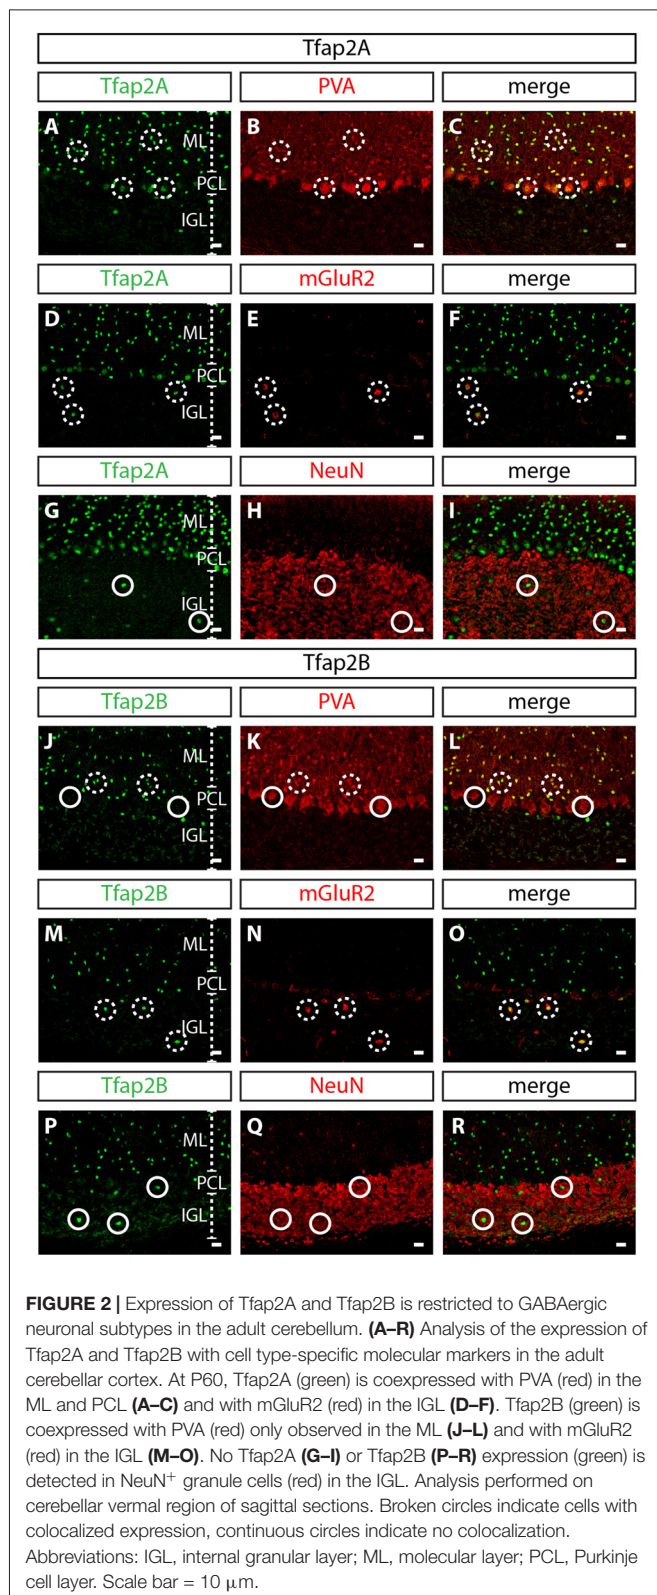 Tfap2A
Tfap2A PVA merge
A B C
ML
PCL
IGL
Tfap2A mGluR2 merge
D E F
ML
PCL
IGL
Tfap2A NeuN merge
G H I
ML
PCL
IGL
Tfap2B
Tfap2B PVA merge
J K L
ML
PCL
IGL
Tfap2B mGluR2 merge
M N O
ML
PCL
IGL
Tfap2B NeuN merge
P Q R
ML
PCL
IGL
FIGURE 2 | Expression of Tfap2A and Tfap2B is restricted to GABAergic
neuronal subtypes in the adult cerebellum. (A–R) Analysis of the expression of
Tfap2A and Tfap2B with cell type-specific molecular markers in the adult
cerebellar cortex. At P60, Tfap2A (green) is coexpressed with PVA (red) in the
ML and PCL (A–C) and with mGluR2 (red) in the IGL (D–F). Tfap2B (green) is
coexpressed with PVA (red) only observed in the ML (J–L) and with mGluR2
(red) in the IGL (M–O). No Tfap2A (G–I) or Tfap2B (P–R) expression (green) is
detected in NeuN+ granule cells (red) in the IGL. Analysis performed on
cerebellar vermal region of sagittal sections. Broken circles indicate cells with
colocalized expression, continuous circles indicate no colocalization.
Abbreviations: IGL, internal granular layer; ML, molecular layer; PCL, Purkinje
cell layer. Scale bar = 10 μm.